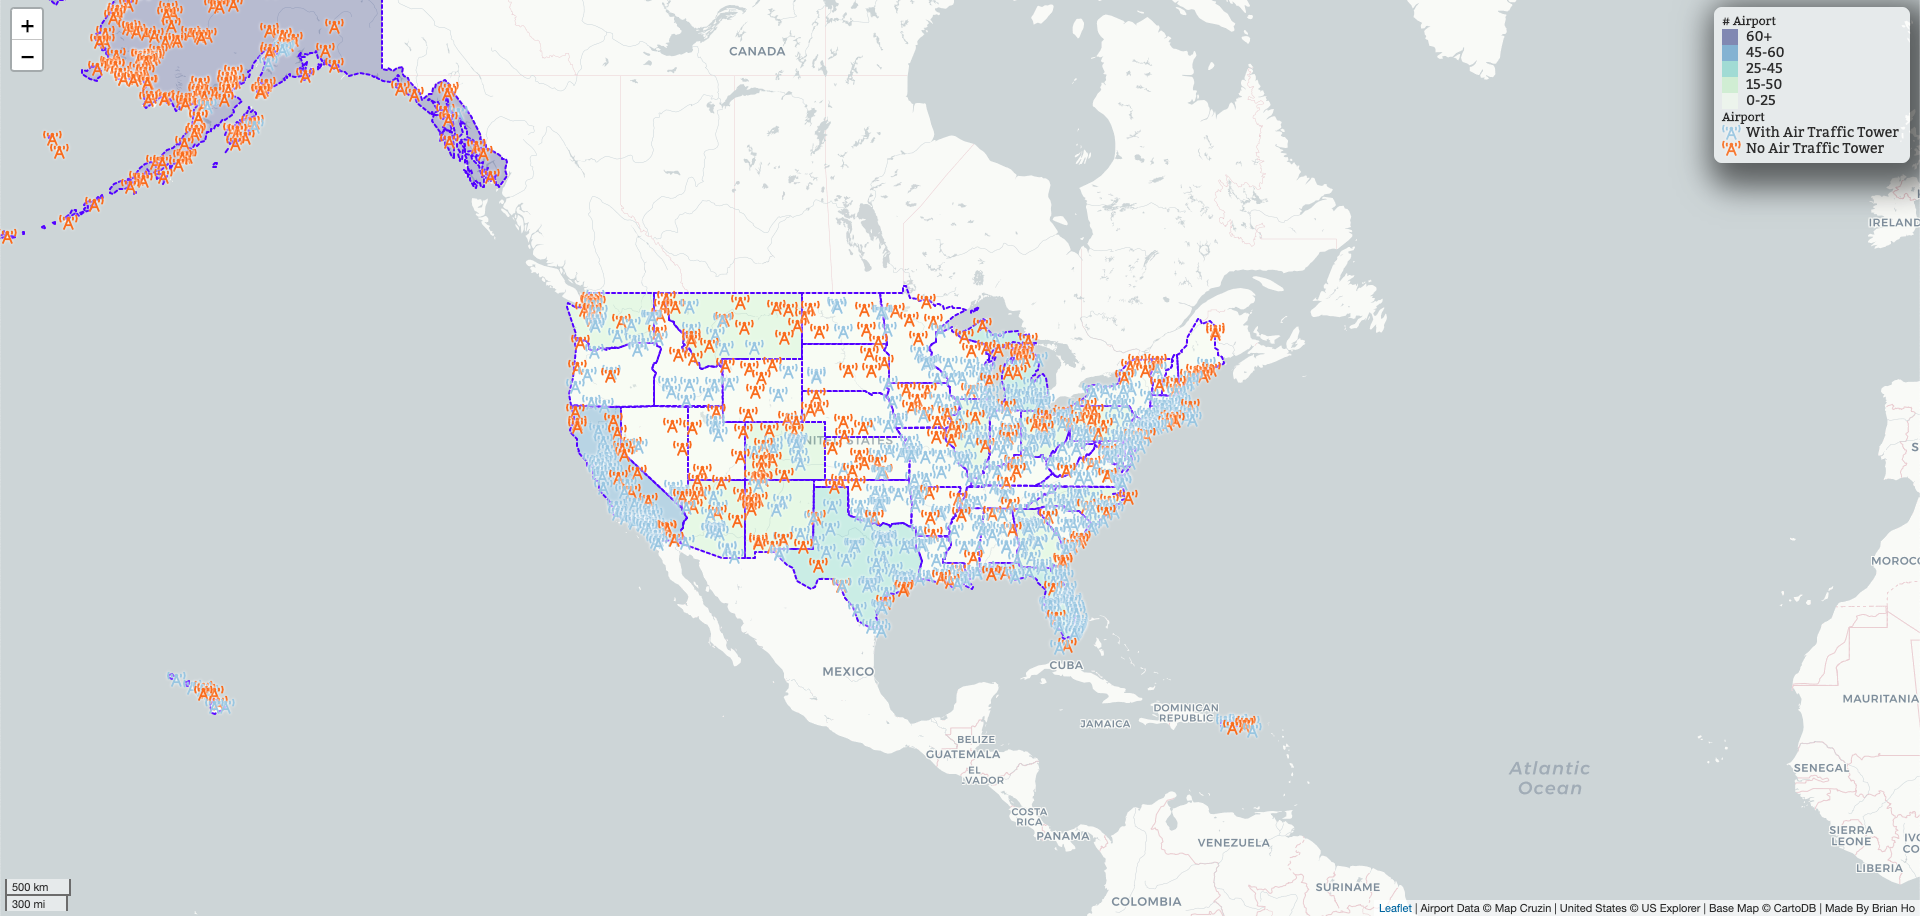 +
−
CANADA
# Airport
60+
45-60
25-45
15-50
0-25
Airport
With Air Traffic Tower
No Air Traffic Tower
IRELAND
MOROCC
MEXICO
CUBA
DOMINICAN
REPUBLIC
JAMAICA
MAURITANIA
BELIZE
GUATEMALA
EL
VADOR
Atlantic
Ocean
SENEGAL
COSTA
RICA
PANAMA
VENEZUELA
SIERRA
LEONE
IVO
CO
LIBERIA
SURINAME
COLOMBIA
500 km
300 mi
Leaflet | Airport Data © Map Cruzin | United States © US Explorer | Base Map © CartoDB | Made By Brian Ho